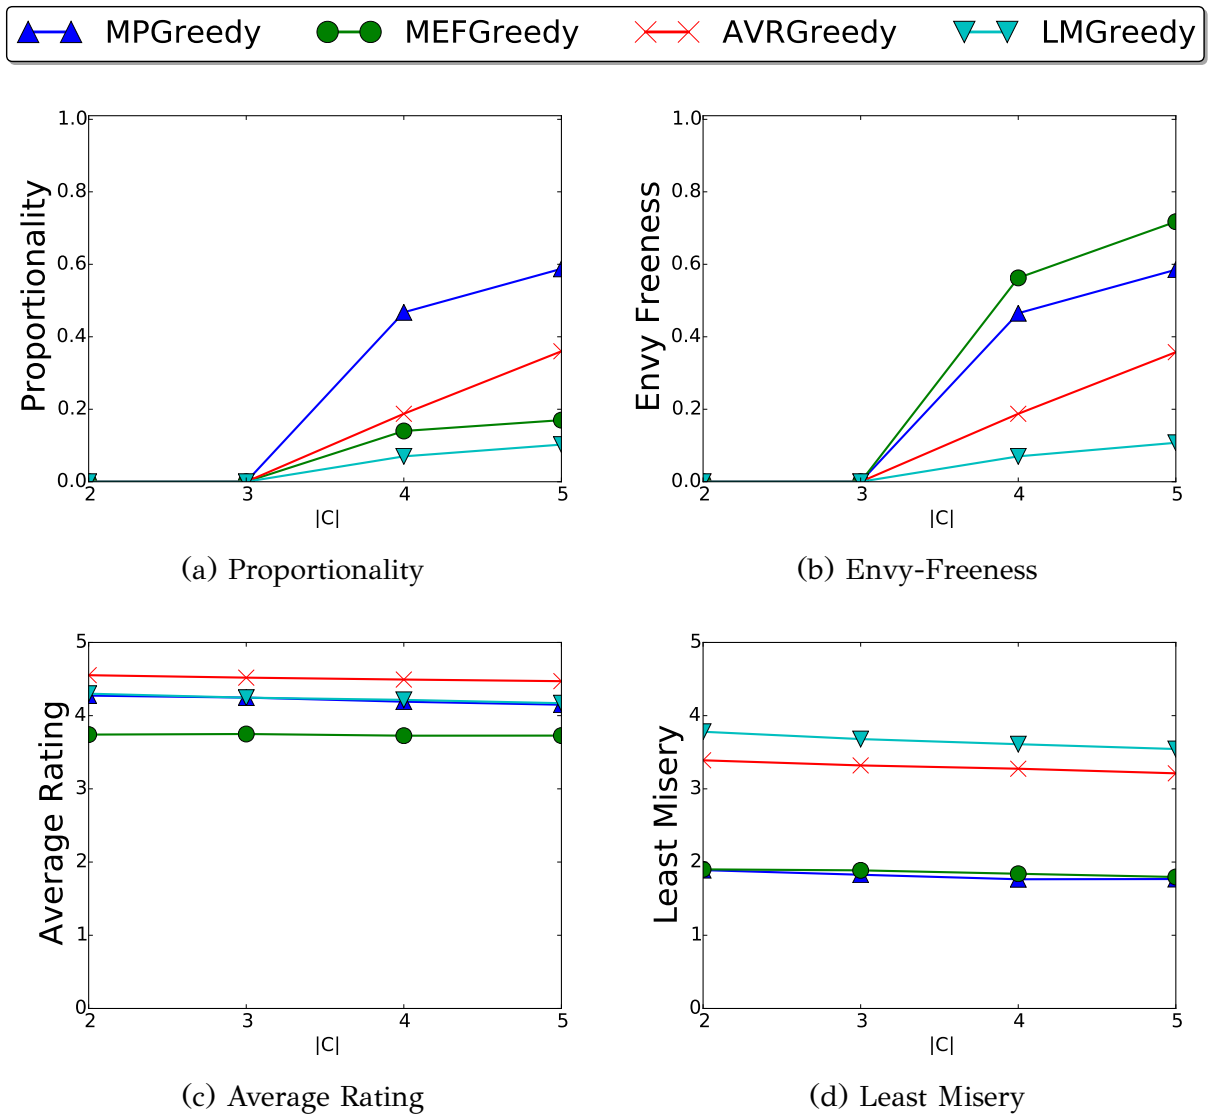 MPGreedy MEFGreedy AVRGreedy LMGreedy
1.0
0.8
0.6
0.4
0.2
0.0
Proportionality
2 3 4 5
|C|
(a) Proportionality
1.0
0.8
0.6
0.4
0.2
0.0
Envy Freeness
2 3 4 5
|C|
(b) Envy-Freeness
5
4
3
2
1
0
Average Rating
2 3 4 5
|C|
(c) Average Rating
5
4
3
2
1
0
Least Misery
2 3 4 5
|C|
(d) Least Misery